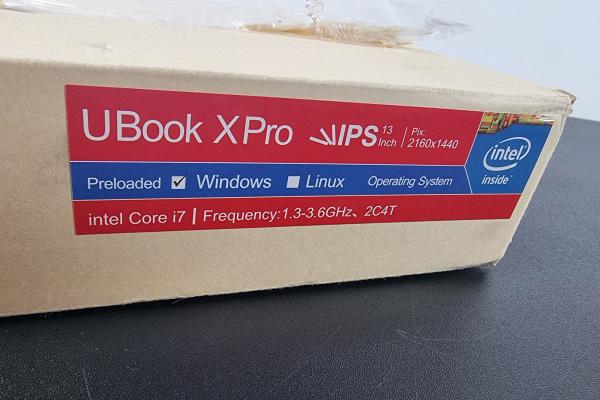 UBook XPro IPS 13 Inch | Pix: 2160x1440
Preloaded ☑ Windows ☐ Linux Operating System
intel Core i7 | Frequency:1.3-3.6GHz、2C4T
intel inside™